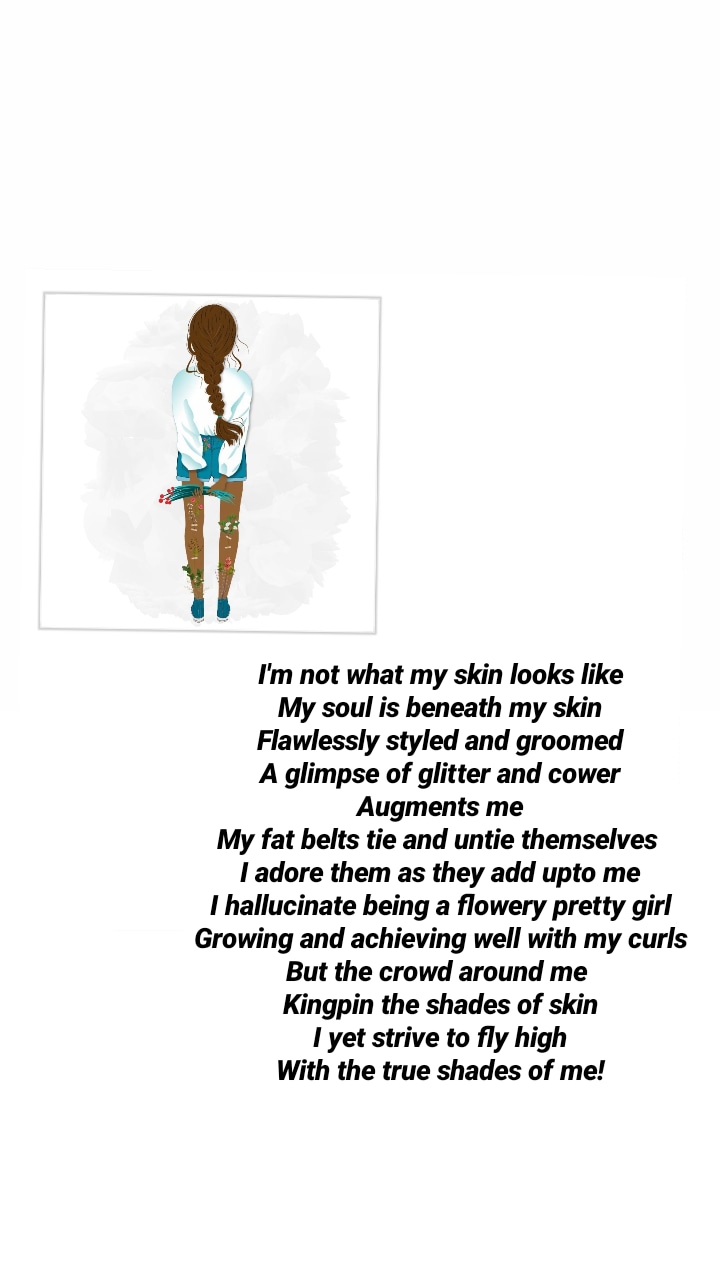 I'm not what my skin looks like
My soul is beneath my skin
Flawlessly styled and groomed
A glimpse of glitter and cower
Augments me
My fat belts tie and untie themselves
I adore them as they add upto me
I hallucinate being a flowery pretty girl
Growing and achieving well with my curls
But the crowd around me
Kingpin the shades of skin
I yet strive to fly high
With the true shades of me!